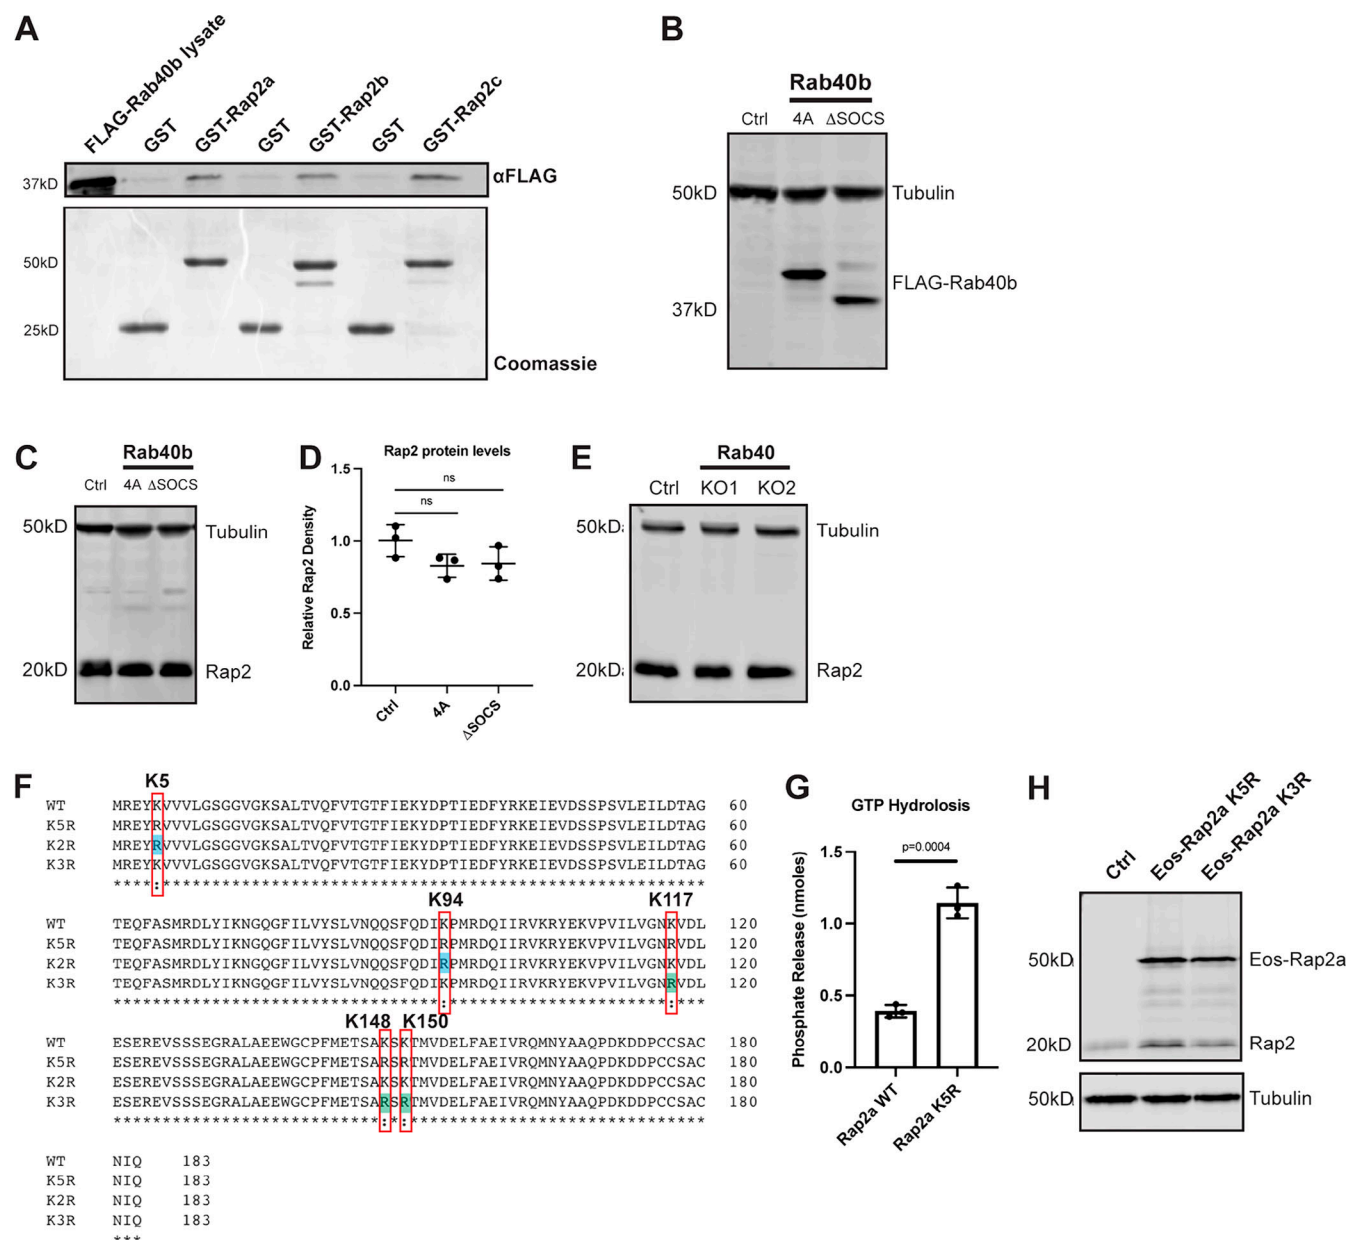 A
FLAG-Rab40b lysate
GST
GST-Rap2a
GST
GST-Rap2b
GST
GST-Rap2c
37kD
αFLAG
50kD
25kD
Coomassie
B
Rab40b
Ctrl 4A ΔSOCS
50kD
Tubulin
FLAG-Rab40b
37kD
C
Rab40b
Ctrl 4A ΔSOCS
50kD
Tubulin
20kD
Rap2
D
Rap2 protein levels
Relative Rap2 Density
1.5
1.0
0.5
0.0
ns
ns
Ctrl
4A
ΔSOCS
E
Rab40
Ctrl KO1 KO2
50kD
Tubulin
20kD
Rap2
F
K5
WT MREYKVVVLGSGGVGKSALTVQFVTGTFIEKYDPTIEDFYRKEIEVDSSPSVLEILDTAG 60
K5R MREYRVVVLGSGGVGKSALTVQFVTGTFIEKYDPTIEDFYRKEIEVDSSPSVLEILDTAG 60
K2R MREYRVVVLGSGGVGKSALTVQFVTGTFIEKYDPTIEDFYRKEIEVDSSPSVLEILDTAG 60
K3R MREYKVVVLGSGGVGKSALTVQFVTGTFIEKYDPTIEDFYRKEIEVDSSPSVLEILDTAG 60
****:*******************************************************
K94 K117
WT TEQFASMRDLYIKNGQGFILVYSLVNQQSFQDIKPMRDQIIRVKRYEKVPVILVGNKVDL 120
K5R TEQFASMRDLYIKNGQGFILVYSLVNQQSFQDIRPMRDQIIRVKRYEKVPVILVGNRVDL 120
K2R TEQFASMRDLYIKNGQGFILVYSLVNQQSFQDIRPMRDQIIRVKRYEKVPVILVGNKVDL 120
K3R TEQFASMRDLYIKNGQGFILVYSLVNQQSFQDIKPMRDQIIRVKRYEKVPVILVGNRVDL 120
*********************************:**********************:***
K148 K150
WT ESEREVSSSEGRALAEEWGCPFMETSAKSKTMVDELFAEIVRQMNYAAQPDKDDPCCSAC 180
K5R ESEREVSSSEGRALAEEWGCPFMETSARSRTMVDELFAEIVRQMNYAAQPDKDDPCCSAC 180
K2R ESEREVSSSEGRALAEEWGCPFMETSAKSKTMVDELFAEIVRQMNYAAQPDKDDPCCSAC 180
K3R ESEREVSSSEGRALAEEWGCPFMETSARSRTMVDELFAEIVRQMNYAAQPDKDDPCCSAC 180
***************************:*:******************************
WT NIQ 183
K5R NIQ 183
K2R NIQ 183
K3R NIQ 183
***
G
GTP Hydrolosis
Phosphate Release (nmoles)
1.5
1.0
0.5
0.0
p=0.0004
Rap2a WT
Rap2a K5R
H
Ctrl
Eos-Rap2a K5R
Eos-Rap2a K3R
50kD
Eos-Rap2a
20kD
Rap2
50kD
Tubulin